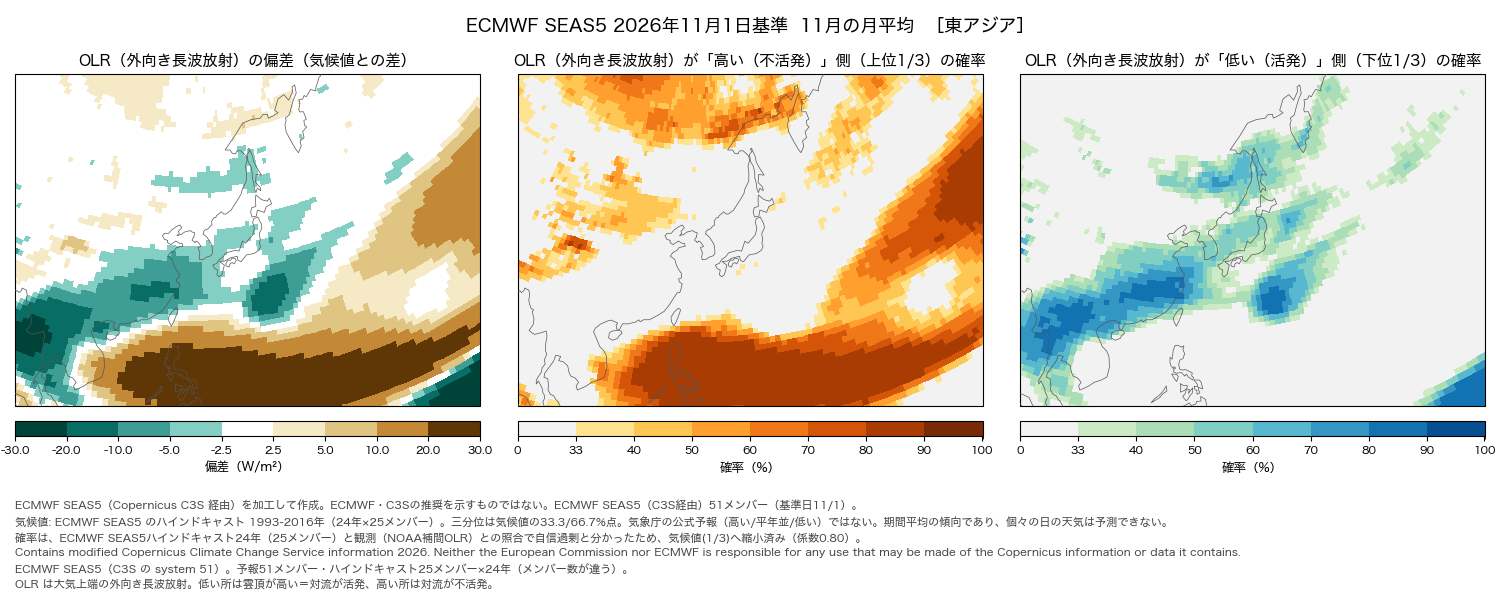 ECMWF SEAS5 2026年11月1日基準 11月の月平均 ［東アジア］
OLR（外向き長波放射）の偏差（気候値との差）
OLR（外向き長波放射）が「高い（不活発）」側（上位1/3）の確率
OLR（外向き長波放射）が「低い（活発）」側（下位1/3）の確率
-30.0 -20.0 -10.0 -5.0 -2.5 2.5 5.0 10.0 20.0 30.0
偏差（W/m²）
0 33 40 50 60 70 80 90 100
確率（%）
0 33 40 50 60 70 80 90 100
確率（%）
ECMWF SEAS5（Copernicus C3S 経由）を加工して作成。ECMWF・C3Sの推奨を示すものではない。ECMWF SEAS5（C3S経由）51メンバー（基準日11/1）。
気候値: ECMWF SEAS5 のハインドキャスト 1993-2016年（24年×25メンバー）。三分位は気候値の33.3/66.7%点。気象庁の公式予報（高い/平年並/低い）ではない。期間平均の傾向であり、個々の日の天気は予測できない。
確率は、ECMWF SEAS5ハインドキャスト24年（25メンバー）と観測（NOAA補間OLR）との照合で自信過剰と分かったため、気候値(1/3)へ縮小済み（係数0.80）。
Contains modified Copernicus Climate Change Service information 2026. Neither the European Commission nor ECMWF is responsible for any use that may be made of the Copernicus information or data it contains.
ECMWF SEAS5（C3S の system 51）。予報51メンバー・ハインドキャスト25メンバー×24年（メンバー数が違う）。
OLR は大気上端の外向き長波放射。低い所は雲頂が高い＝対流が活発、高い所は対流が不活発。